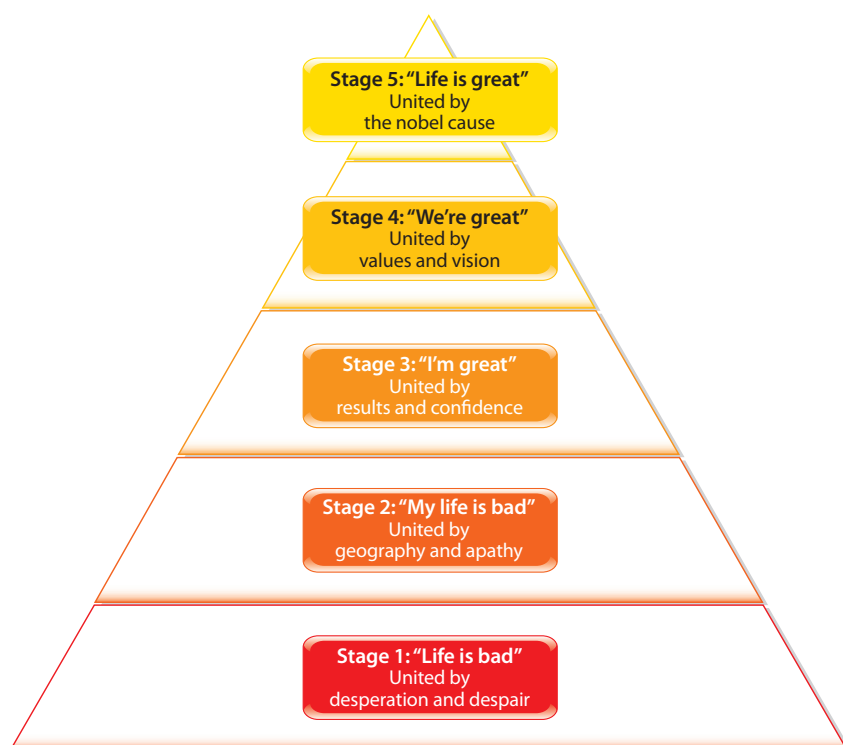 Stage 5: “Life is great”
United by
the nobel cause
Stage 4: “We’re great”
United by
values and vision
Stage 3: “I’m great”
United by
results and confidence
Stage 2: “My life is bad”
United by
geography and apathy
Stage 1: “Life is bad”
United by
desperation and despair